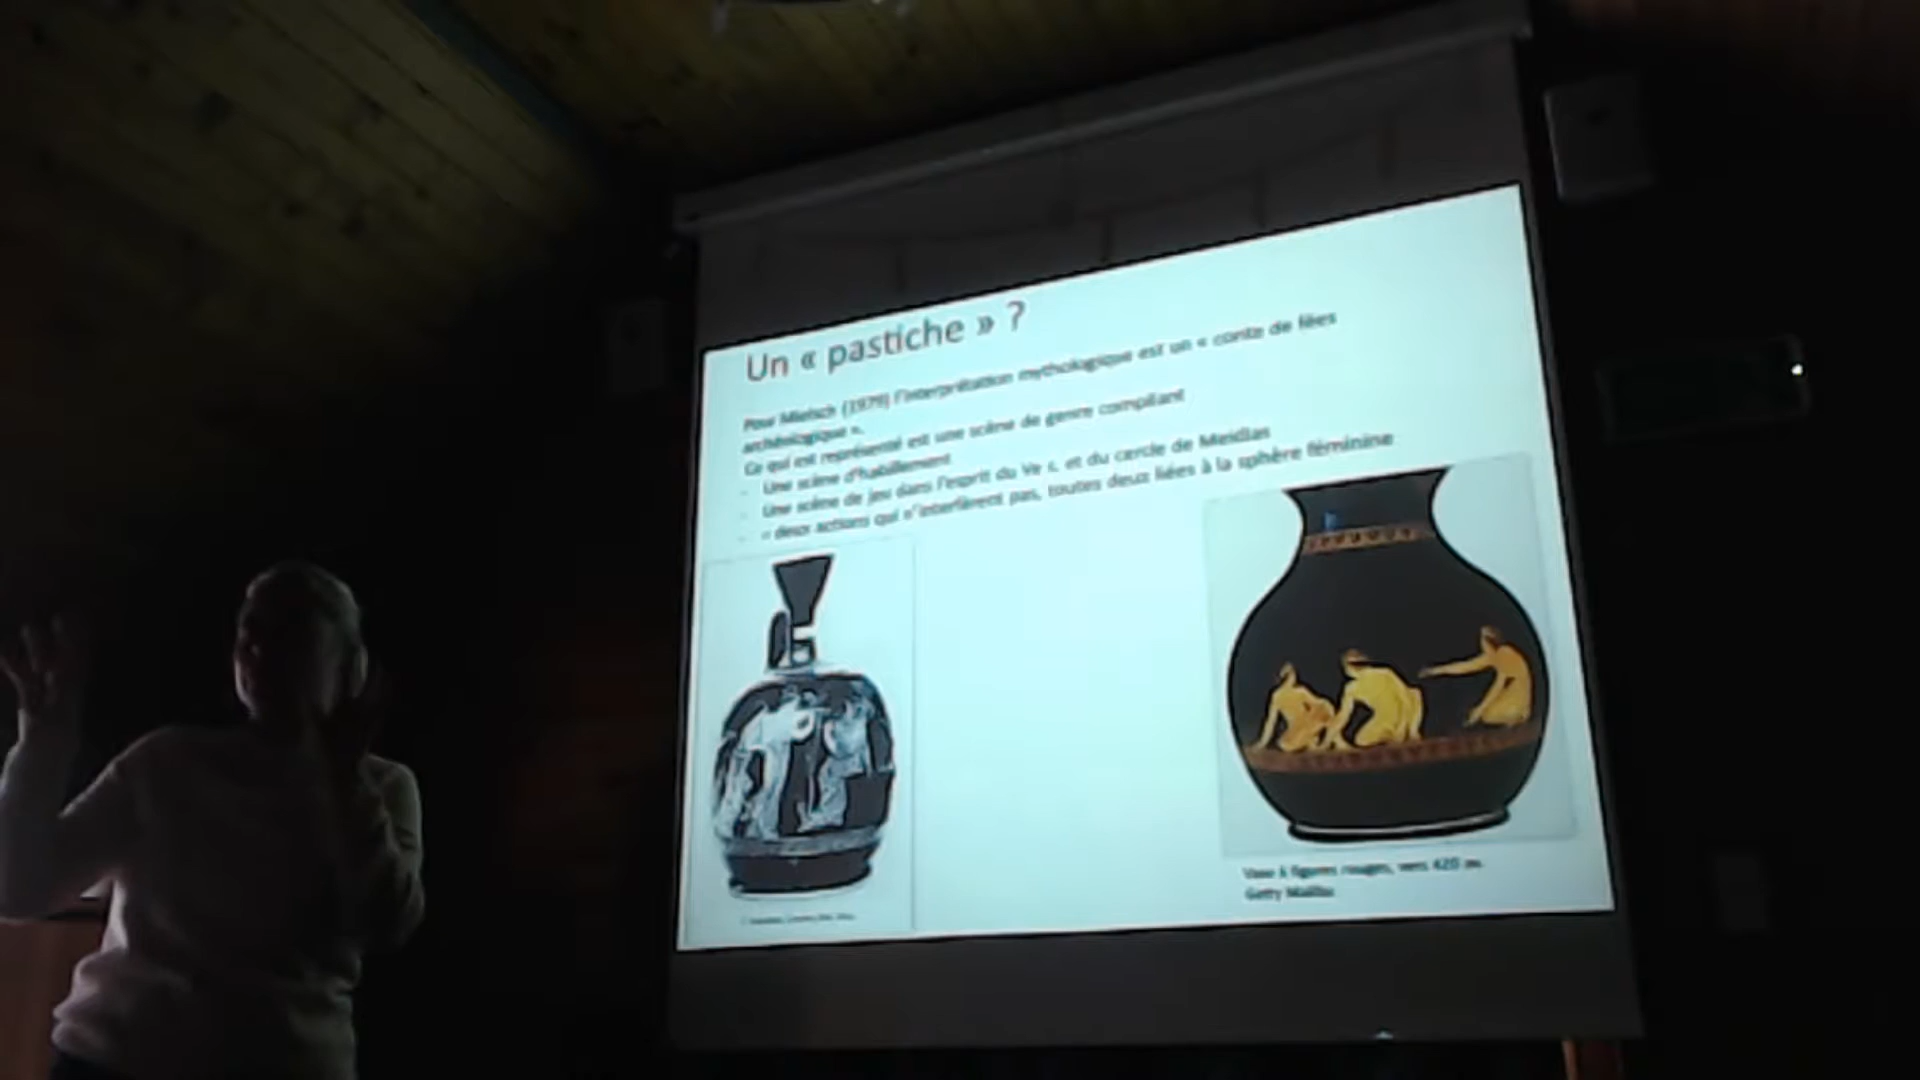 Un « pastiche » ?
Pour Mielsch (1979) l'interprétation mythologique est un « conte de fées
archéologique ».
Ce qui est représenté est une scène de genre compilant
- Une scène d'habillement
- Une scène de jeu dans l'esprit du Ve s. et du cercle de Meidias
- « deux actions qui n'interfèrent pas, toutes deux liées à la sphère féminine
Vase à figures rouges, vers 420 av.
Getty Malibu